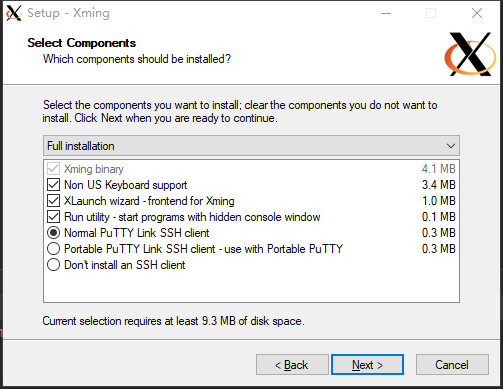 Setup - Xming
Select Components
Which components should be installed?
Select the components you want to install; clear the components you do not want to
install. Click Next when you are ready to continue.
Full installation
Xming binary 4.1 MB
Non US Keyboard support 3.4 MB
XLaunch wizard - frontend for Xming 1.0 MB
Run utility - start programs with hidden console window 0.1 MB
Normal PuTTY Link SSH client 0.3 MB
Portable PuTTY Link SSH client - use with Portable PuTTY 0.3 MB
Don't install an SSH client
Current selection requires at least 9.3 MB of disk space.
< Back Next > Cancel